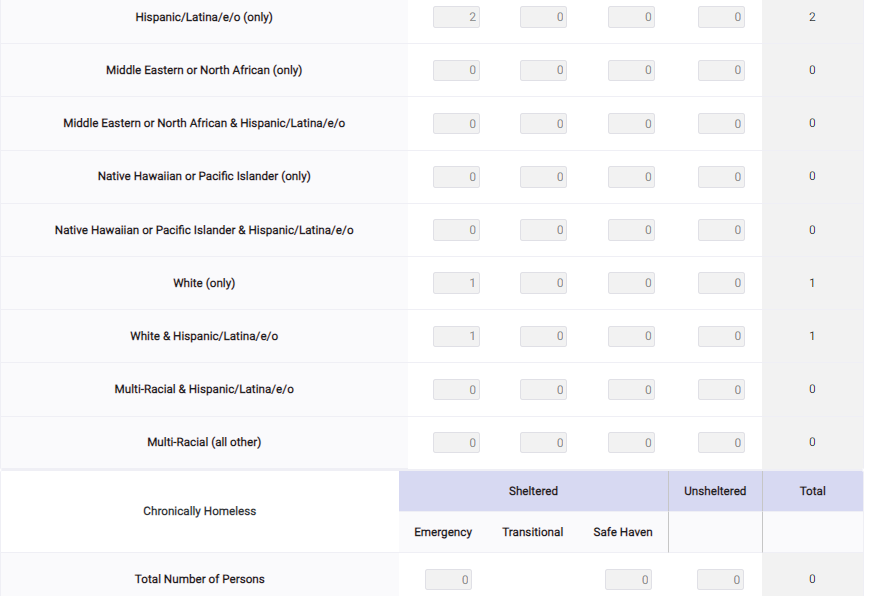 Hispanic/Latina/e/o (only) 2 0 0 0 2
Middle Eastern or North African (only) 0 0 0 0 0
Middle Eastern or North African & Hispanic/Latina/e/o 0 0 0 0 0
Native Hawaiian or Pacific Islander (only) 0 0 0 0 0
Native Hawaiian or Pacific Islander & Hispanic/Latina/e/o 0 0 0 0 0
White (only) 1 0 0 0 1
White & Hispanic/Latina/e/o 1 0 0 0 1
Multi-Racial & Hispanic/Latina/e/o 0 0 0 0 0
Multi-Racial (all other) 0 0 0 0 0
Chronically Homeless
Sheltered Unsheltered Total
Emergency Transitional Safe Haven
Total Number of Persons 0 0 0 0